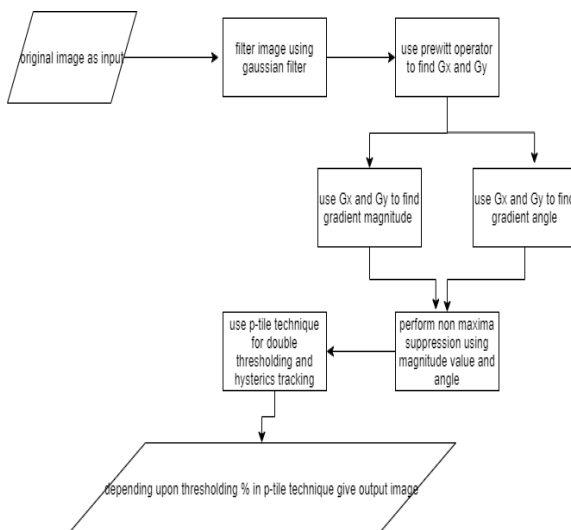 original image as input
filter image using
gaussian filter
use prewitt operator
to find Gx and Gy
use Gx and Gy to find
gradient magnitude
use Gx and Gy to find
gradient angle
use p-tile technique
for double
thresholding and
hysterics tracking
perform non maxima
suppression using
magnitude value and
angle
depending upon thresholding % in p-tile technique give output image